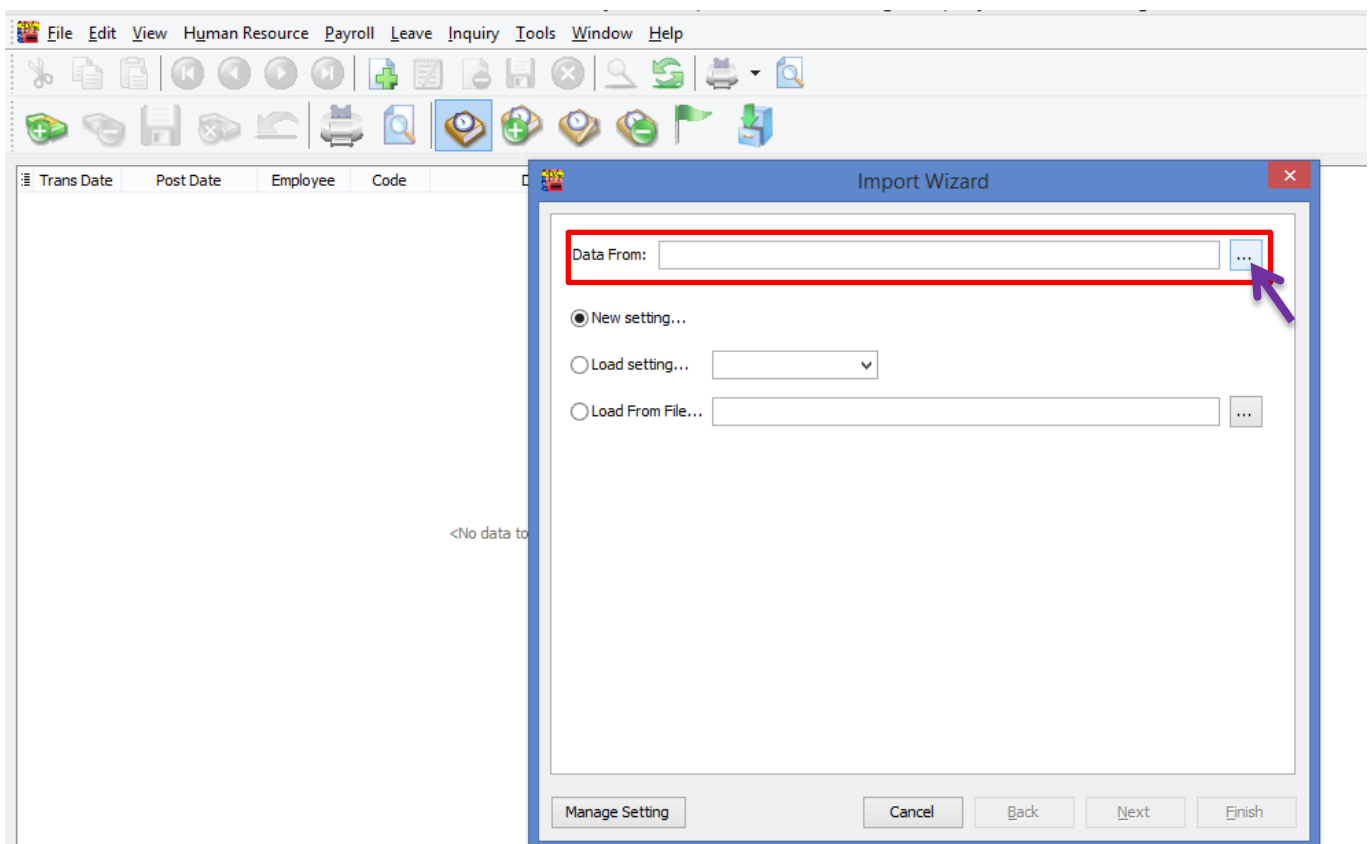 File Edit View Human Resource Payroll Leave Inquiry Tools Window Help
Trans Date Post Date Employee Code
Import Wizard
Data From:
...
New setting...
Load setting...
Load From File...
...
<No data to
Manage Setting Cancel Back Next Finish